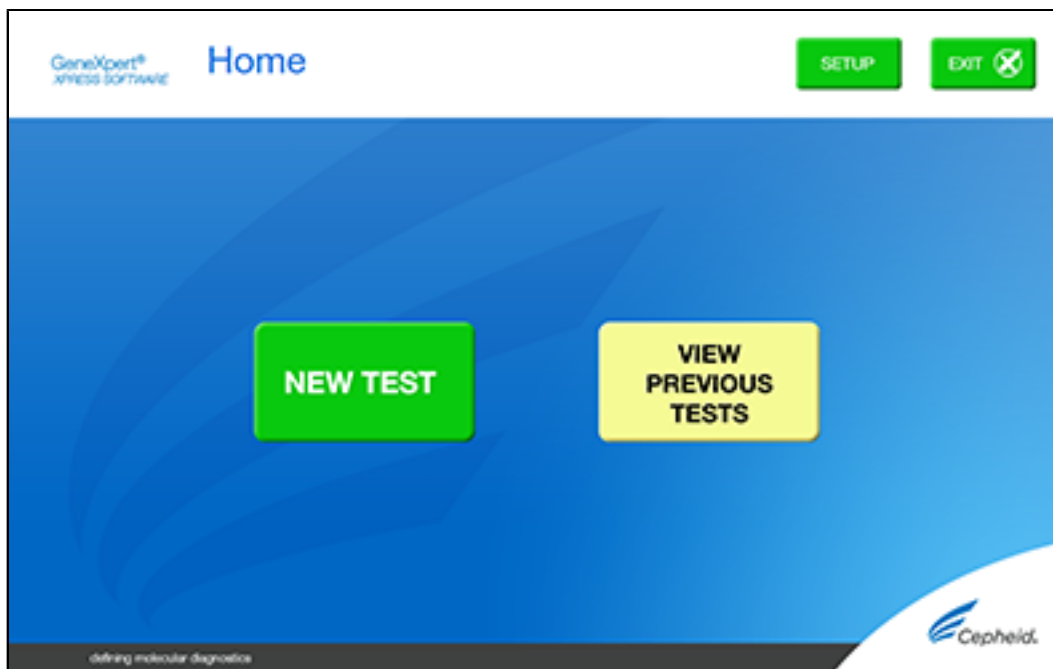 GeneXpert®
XPRESS SOFTWARE
Home
SETUP
EXIT
NEW TEST
VIEW
PREVIOUS
TESTS
Cepheid.
defining molecular diagnostics